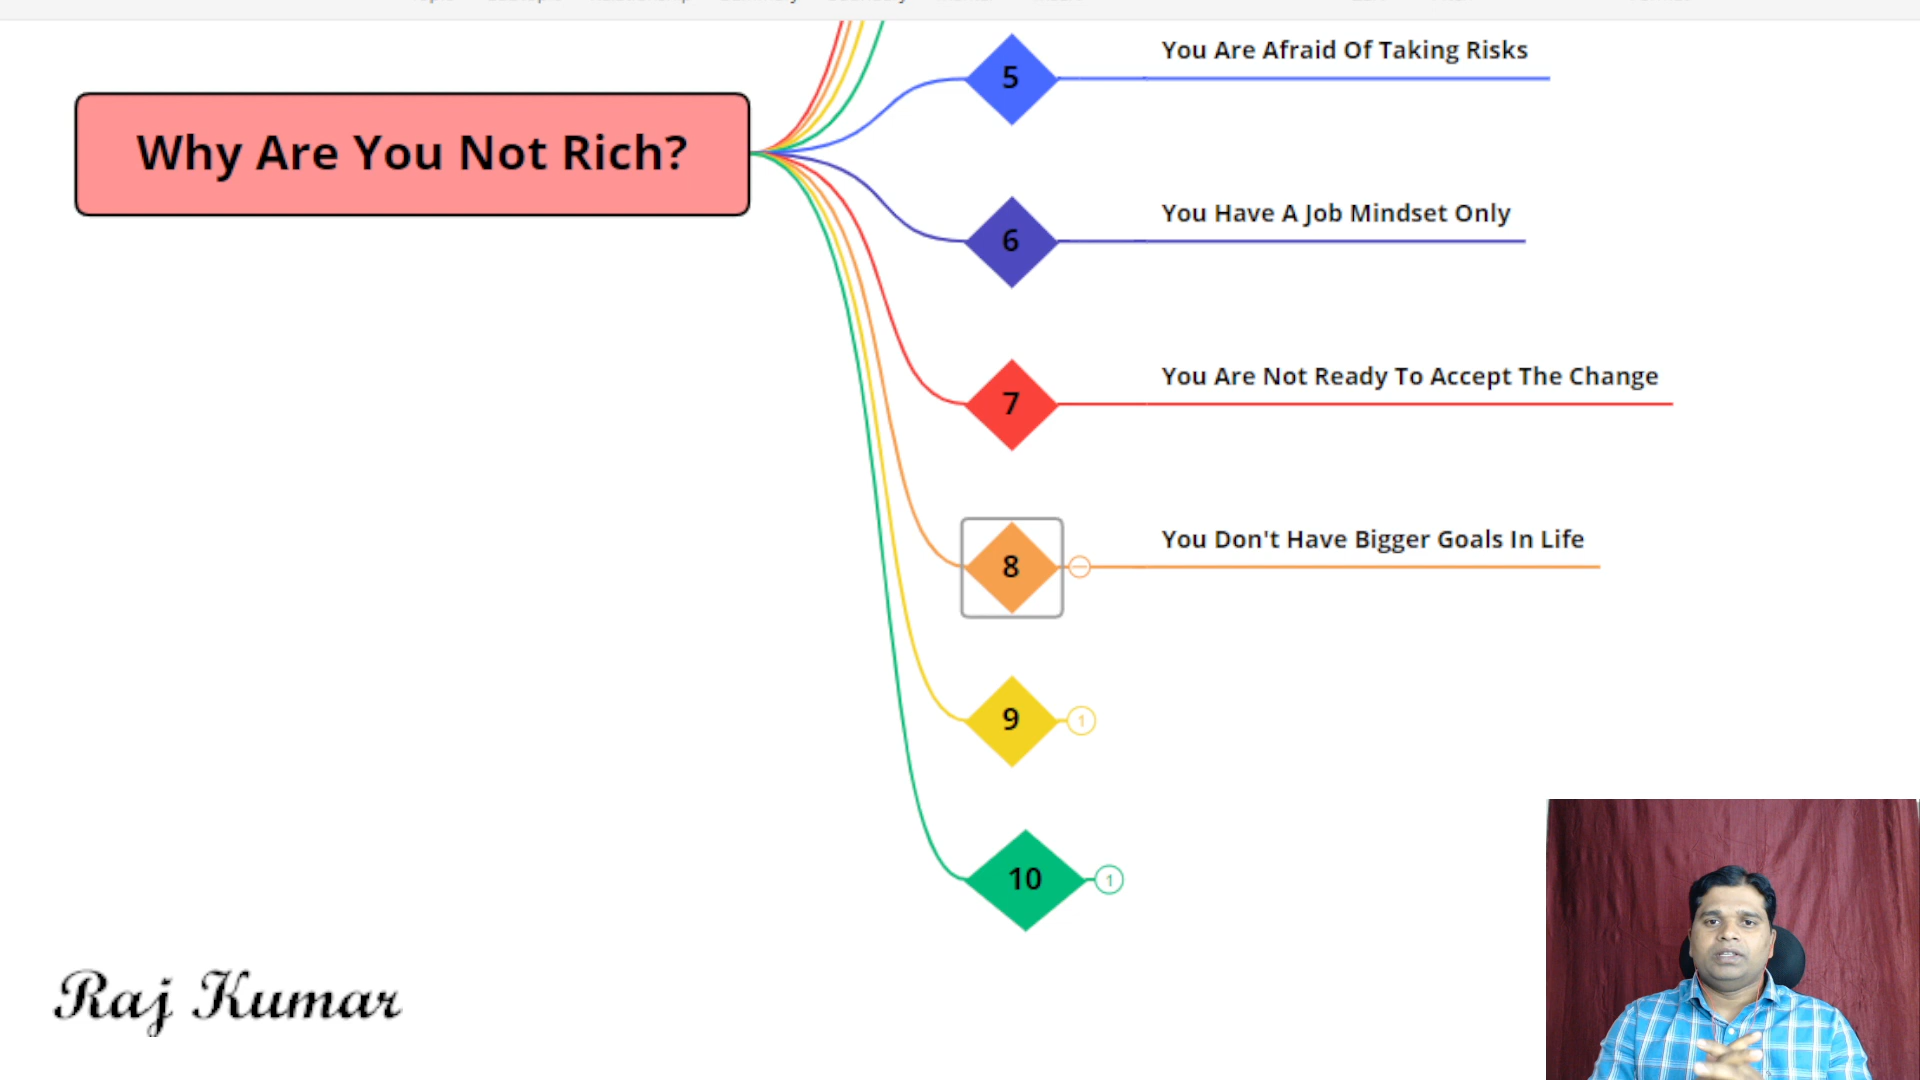 Why Are You Not Rich?
5
You Are Afraid Of Taking Risks
6
You Have A Job Mindset Only
7
You Are Not Ready To Accept The Change
8
You Don't Have Bigger Goals In Life
9
1
10
1
Raj Kumar